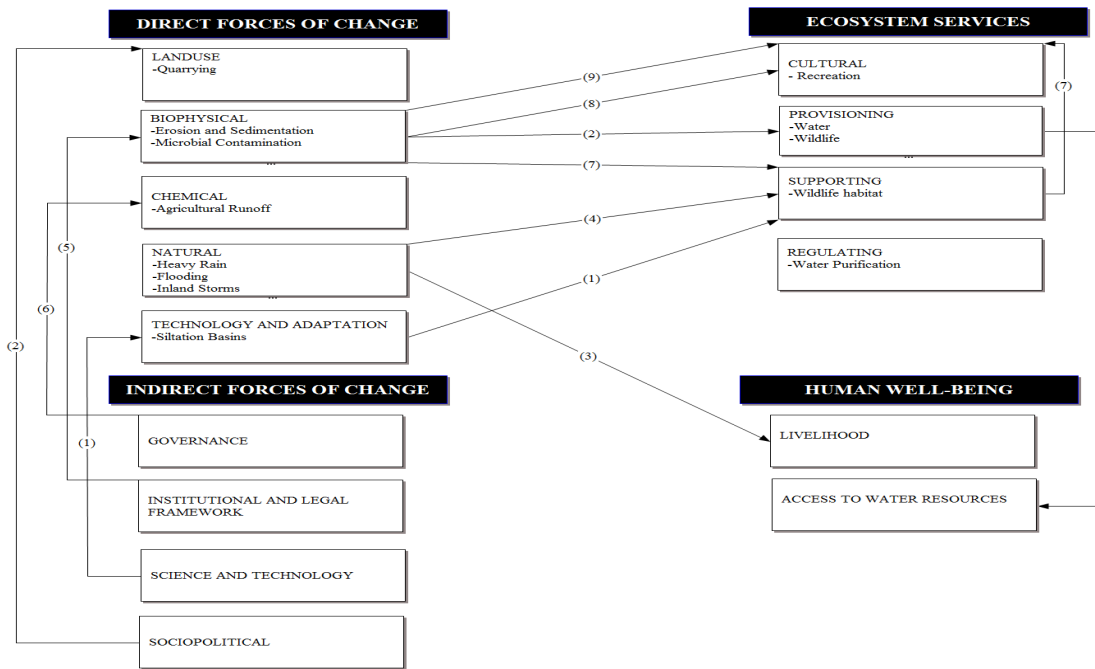 DIRECT FORCES OF CHANGE
LANDUSE
-Quarrying
BIOPHYSICAL
-Erosion and Sedimentation
-Microbial Contamination
...
CHEMICAL
-Agricultural Runoff
NATURAL
-Heavy Rain
-Flooding
-Inland Storms
...
TECHNOLOGY AND ADAPTATION
-Siltation Basins
INDIRECT FORCES OF CHANGE
GOVERNANCE
INSTITUTIONAL AND LEGAL
FRAMEWORK
SCIENCE AND TECHNOLOGY
SOCIOPOLITICAL
(5)
(6)
(2)
(1)
(9)
(8)
(2)
(7)
(4)
(1)
(3)
ECOSYSTEM SERVICES
CULTURAL
- Recreation
(7)
PROVISIONING
-Water
-Wildlife
...
SUPPORTING
-Wildlife habitat
REGULATING
-Water Purification
HUMAN WELL-BEING
LIVELIHOOD
ACCESS TO WATER RESOURCES